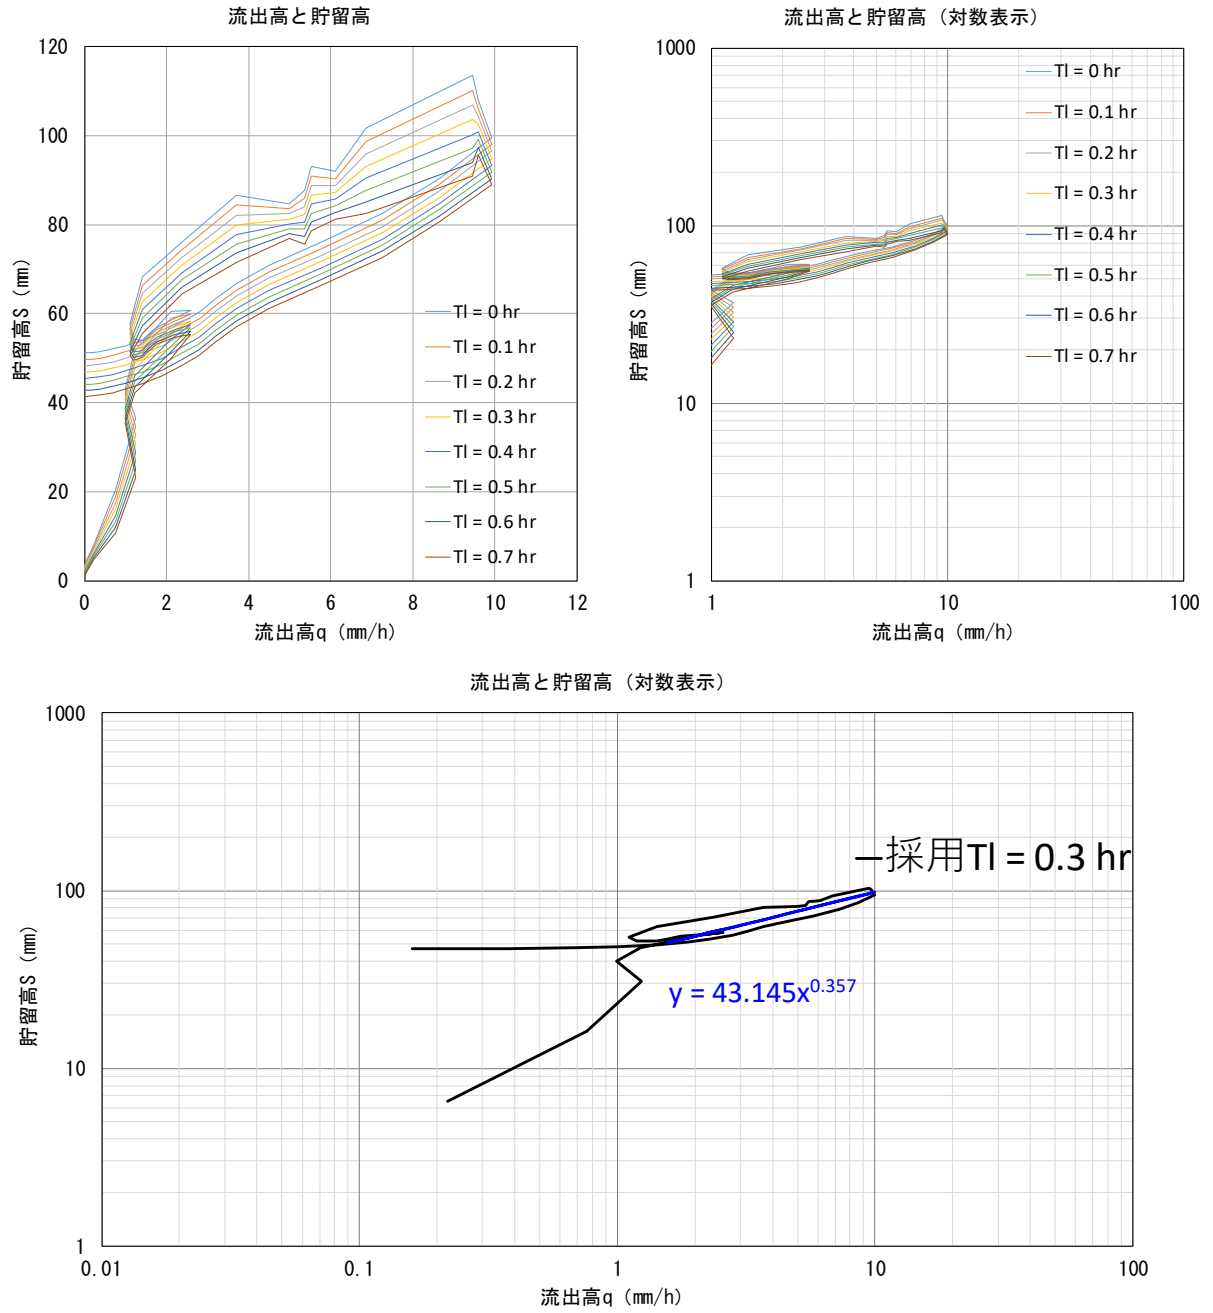 流出高と貯留高
120
100
80
60
40
20
0
貯留高S（mm）
0 2 4 6 8 10 12
流出高q（mm/h）
Tl = 0 hr
Tl = 0.1 hr
Tl = 0.2 hr
Tl = 0.3 hr
Tl = 0.4 hr
Tl = 0.5 hr
Tl = 0.6 hr
Tl = 0.7 hr
流出高と貯留高（対数表示）
1000
100
10
1
貯留高S（mm）
1 10 100
流出高q（mm/h）
Tl = 0 hr
Tl = 0.1 hr
Tl = 0.2 hr
Tl = 0.3 hr
Tl = 0.4 hr
Tl = 0.5 hr
Tl = 0.6 hr
Tl = 0.7 hr
流出高と貯留高（対数表示）
1000
100
10
1
貯留高S（mm）
0.01 0.1 1 10 100
流出高q（mm/h）
採用Tl = 0.3 hr
y = 43.145x^0.357